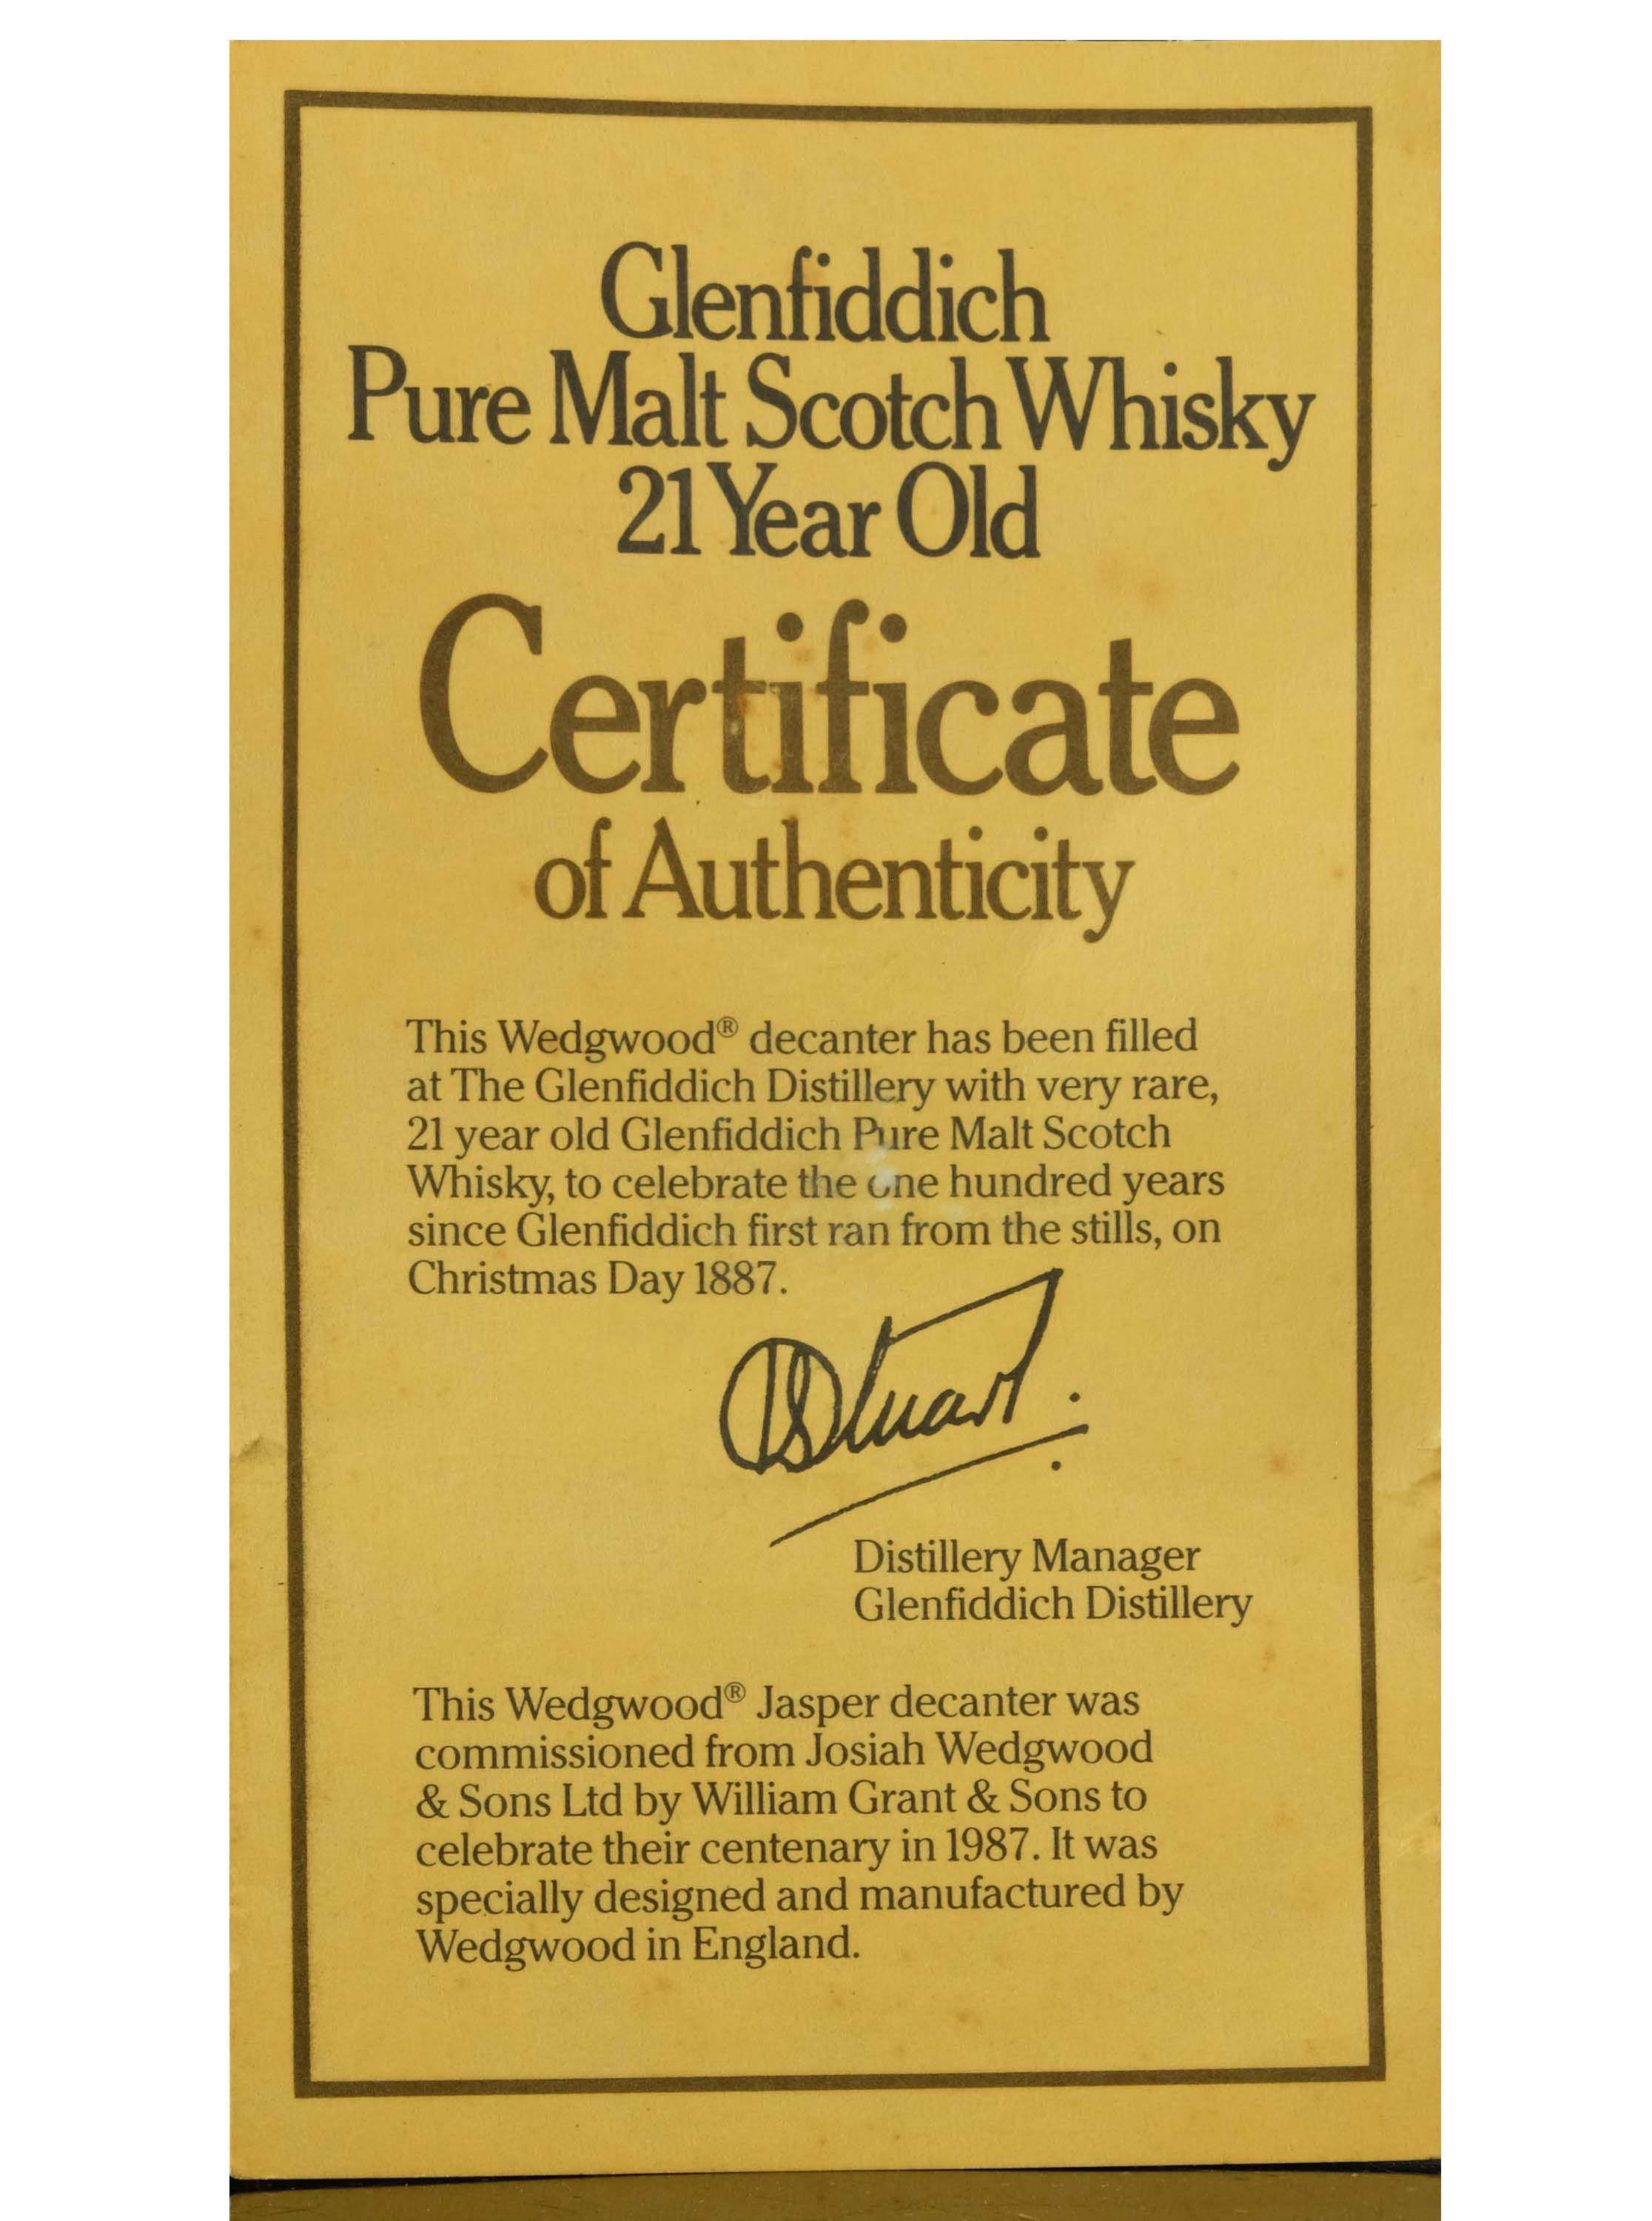 Glenfiddich
Pure Malt Scotch Whisky
21 Year Old
Certificate
of Authenticity
This Wedgwood® decanter has been filled
at The Glenfiddich Distillery with very rare,
21 year old Glenfiddich Pure Malt Scotch
Whisky, to celebrate the one hundred years
since Glenfiddich first ran from the stills, on
Christmas Day 1887.
Distillery Manager
Glenfiddich Distillery
This Wedgwood® Jasper decanter was
commissioned from Josiah Wedgwood
& Sons Ltd by William Grant & Sons to
celebrate their centenary in 1987. It was
specially designed and manufactured by
Wedgwood in England.